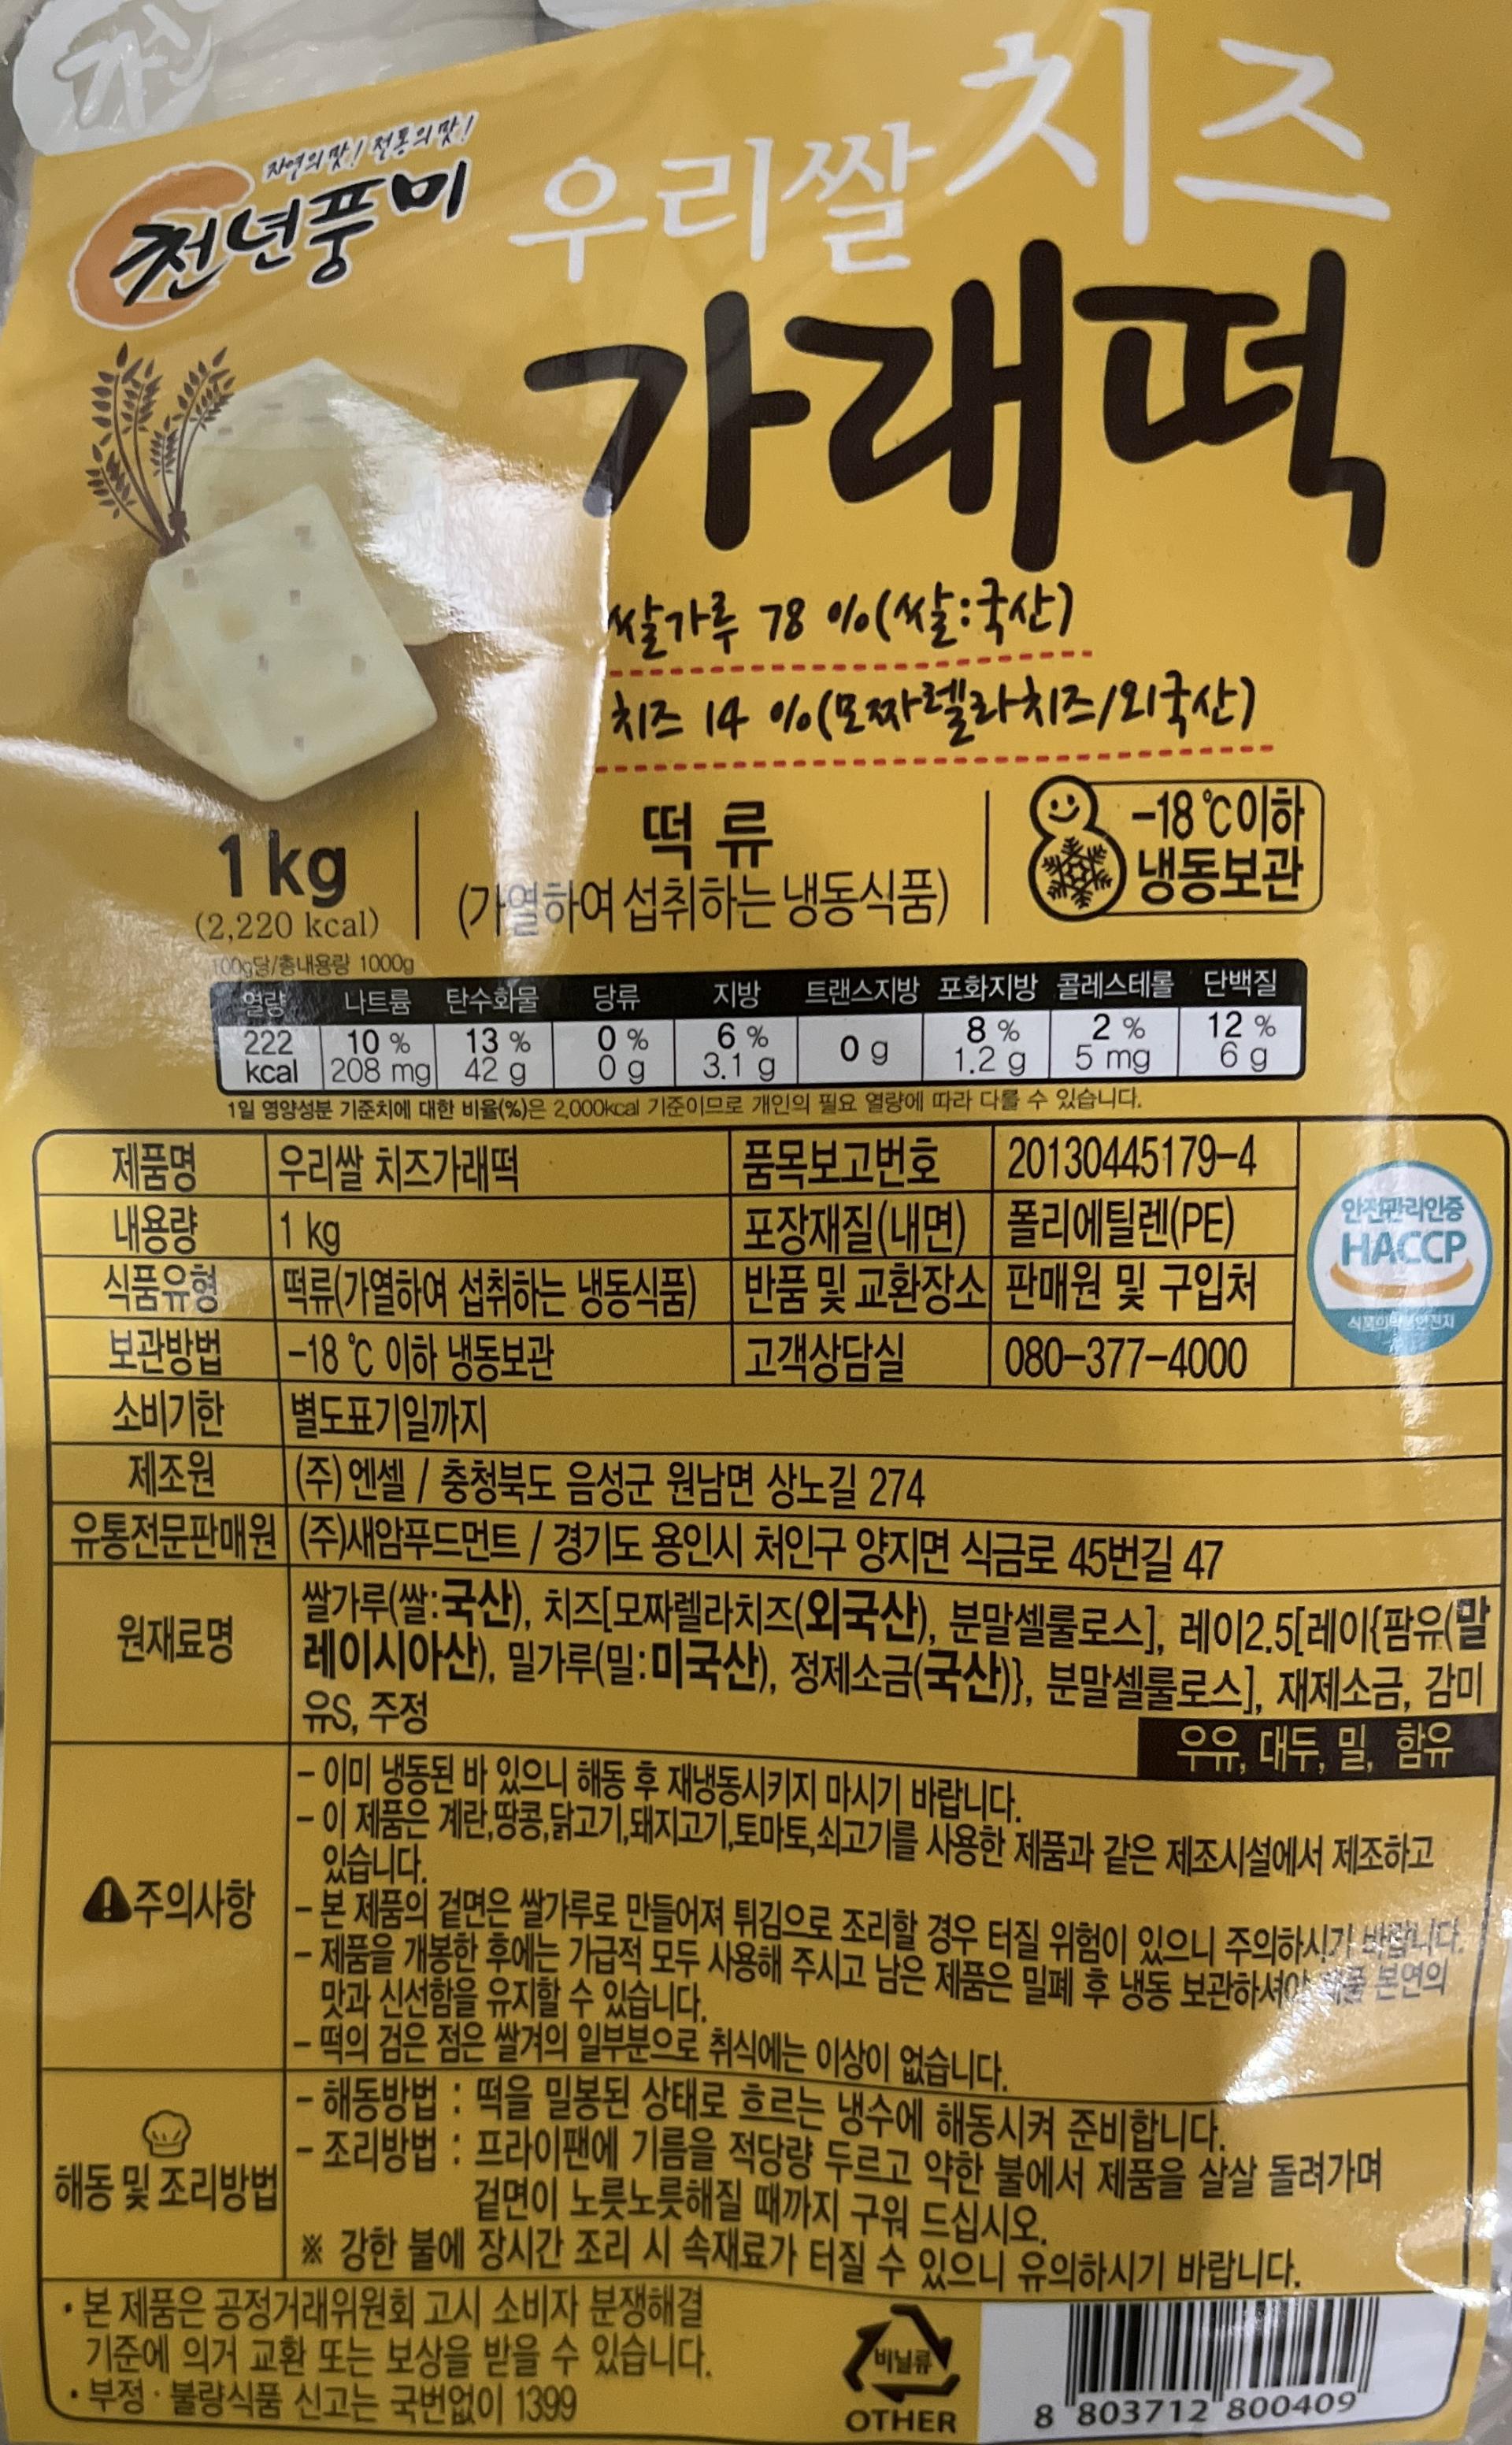 자연의 맛! 전통의 맛!
천년풍미
우리쌀 치즈
가래떡
쌀가루 78 %(쌀:국산)
치즈 14 %(모짜렐라치즈/외국산)
1 kg
(2,220 kcal)
떡 류
(가열하여 섭취하는 냉동식품)
-18 ℃ 이하
냉동보관
100g당/총내용량 1000g
열량 나트륨 탄수화물 당류 지방 트랜스지방 포화지방 콜레스테롤 단백질
222 10 % 13 % 0 % 6 % 0 g 8 % 2 % 12 %
kcal 208 mg 42 g 0 g 3.1 g 1.2 g 5 mg 6 g
1일 영양성분 기준치에 대한 비율(%)은 2,000kcal 기준이므로 개인의 필요 열량에 따라 다를 수 있습니다.
제품명 우리쌀 치즈가래떡 품목보고번호 20130445179-4
내용량 1 kg 포장재질(내면) 폴리에틸렌(PE)
식품유형 떡류(가열하여 섭취하는 냉동식품) 반품 및 교환장소 판매원 및 구입처
보관방법 -18 ℃ 이하 냉동보관 고객상담실 080-377-4000
안전관리인증
HACCP
소비기한 별도표기일까지
제조원 (주)엔셀 / 충청북도 음성군 원남면 상노길 274
유통전문판매원 (주)새암푸드먼트 / 경기도 용인시 처인구 양지면 식금로 45번길 47
원재료명 쌀가루(쌀:국산), 치즈[모짜렐라치즈(외국산), 분말셀룰로스], 레이2.5[레이{팜유(말
레이시아산), 밀가루(밀:미국산), 정제소금(국산)}, 분말셀룰로스], 재제소금, 감미
유S, 주정
우유, 대두, 밀, 함유
주의사항
- 이미 냉동된 바 있으니 해동 후 재냉동시키지 마시기 바랍니다.
- 이 제품은 계란,땅콩,닭고기,돼지고기,토마토,쇠고기를 사용한 제품과 같은 제조시설에서 제조하고
있습니다.
- 본 제품의 겉면은 쌀가루로 만들어져 튀김으로 조리할 경우 터질 위험이 있으니 주의하시기 바랍니다.
- 제품을 개봉한 후에는 가급적 모두 사용해 주시고 남은 제품은 밀폐 후 냉동 보관하셔야 제품 본연의
맛과 신선함을 유지할 수 있습니다.
- 떡의 검은 점은 쌀겨의 일부분으로 취식에는 이상이 없습니다.
해동 및 조리방법
- 해동방법 : 떡을 밀봉된 상태로 흐르는 냉수에 해동시켜 준비합니다.
- 조리방법 : 프라이팬에 기름을 적당량 두르고 약한 불에서 제품을 살살 돌려가며
겉면이 노릇노릇해질 때까지 구워 드십시오.
※ 강한 불에 장시간 조리 시 속재료가 터질 수 있으니 유의하시기 바랍니다.
• 본 제품은 공정거래위원회 고시 소비자 분쟁해결
기준에 의거 교환 또는 보상을 받을 수 있습니다.
• 부정·불량식품 신고는 국번없이 1399
비닐류
OTHER
8 803712 800409